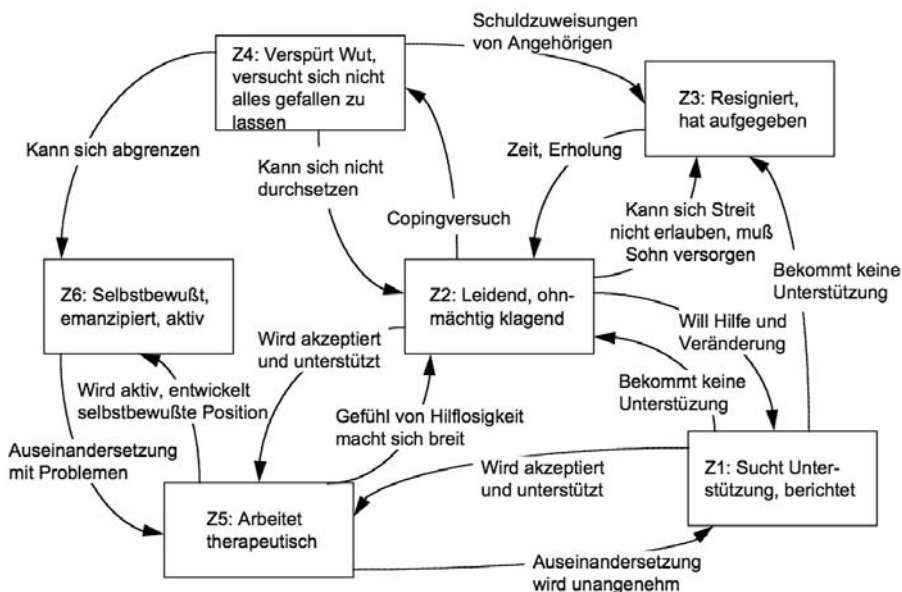 Schuldzuweisungen
von Angehörigen
Z4: Verspürt Wut,
versucht sich nicht
alles gefallen zu
lassen
Z3: Resigniert,
hat aufgegeben
Kann sich abgrenzen
Kann sich nicht
durchsetzen
Zeit, Erholung
Copingversuch
Kann sich Streit
nicht erlauben, muß
Sohn versorgen
Bekommt keine
Unterstützung
Z6: Selbstbewußt,
emanzipiert, aktiv
Z2: Leidend, ohn-
mächtig klagend
Will Hilfe und
Veränderung
Wird akzeptiert
und unterstützt
Wird aktiv, entwickelt
selbstbewußte Position
Gefühl von Hilflosigkeit
macht sich breit
Bekommt keine
Unterstüzung
Auseinandersetzung
mit Problemen
Wird akzeptiert
und unterstützt
Z1: Sucht Unter-
stützung, berichtet
Z5: Arbeitet
therapeutisch
Auseinandersetzung
wird unangenehm